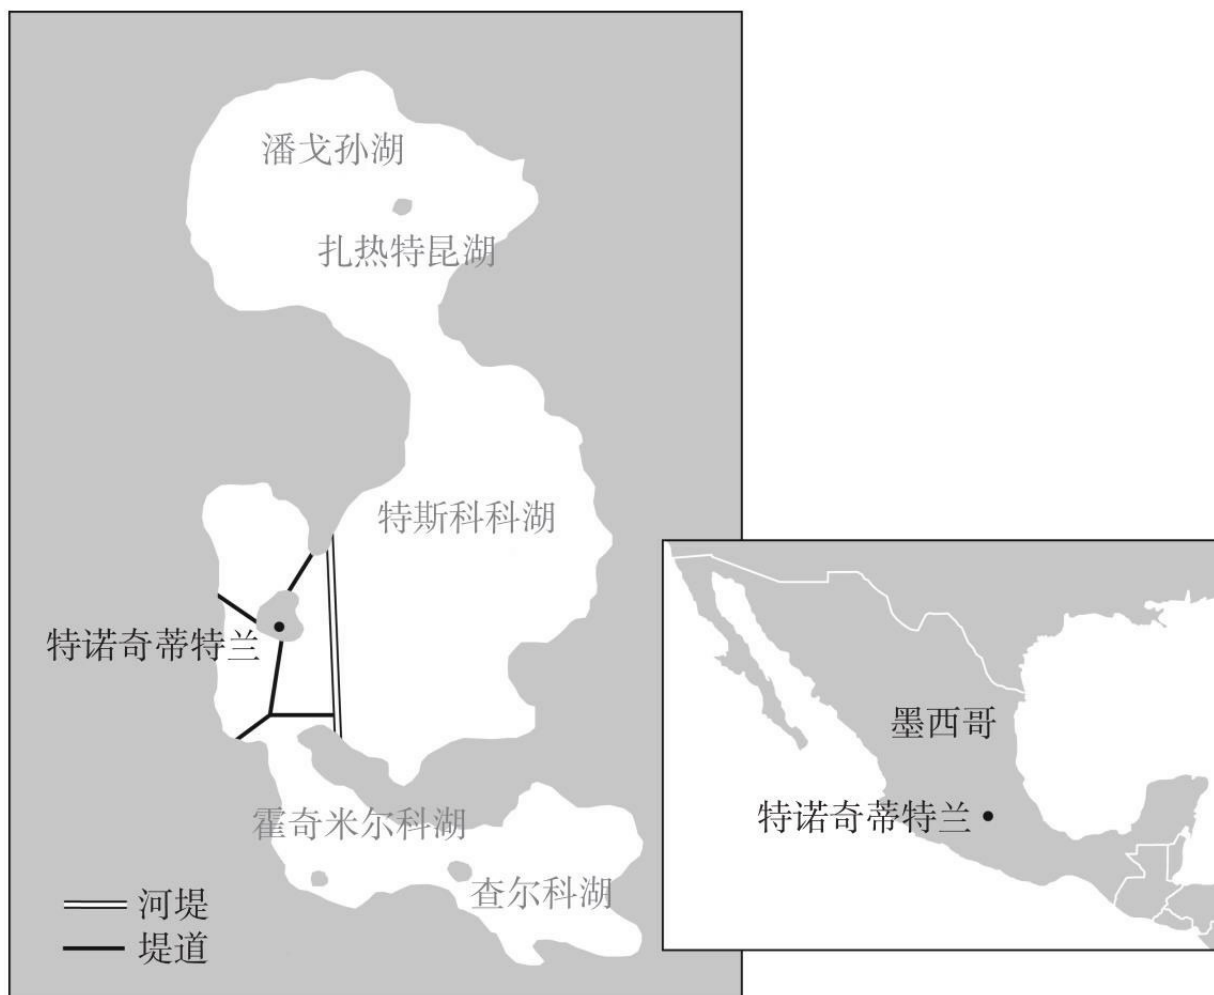 潘戈孙湖
扎热特昆湖
特斯科科湖
特诺奇蒂特兰
霍奇米尔科湖
查尔科湖
河堤
堤道
墨西哥
特诺奇蒂特兰